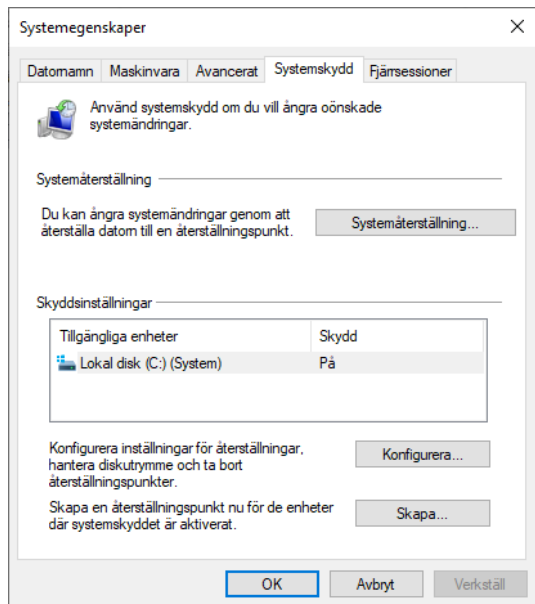 Systemegenskaper
Datornamn Maskinvara Avancerat Systemskydd Fjärrsessioner
Använd systemskydd om du vill ångra oönskade
systemändringar.
Systemåterställning
Du kan ångra systemändringar genom att
återställa datorn till en återställningspunkt.
Systemåterställning...
Skyddsinställningar
Tillgängliga enheter Skydd
Lokal disk (C:) (System) På
Konfigurera inställningar för återställningar,
hantera diskutrymme och ta bort
återställningspunkter.
Konfigurera...
Skapa en återställningspunkt nu för de enheter
där systemskyddet är aktiverat.
Skapa...
OK Avbryt Verkställ